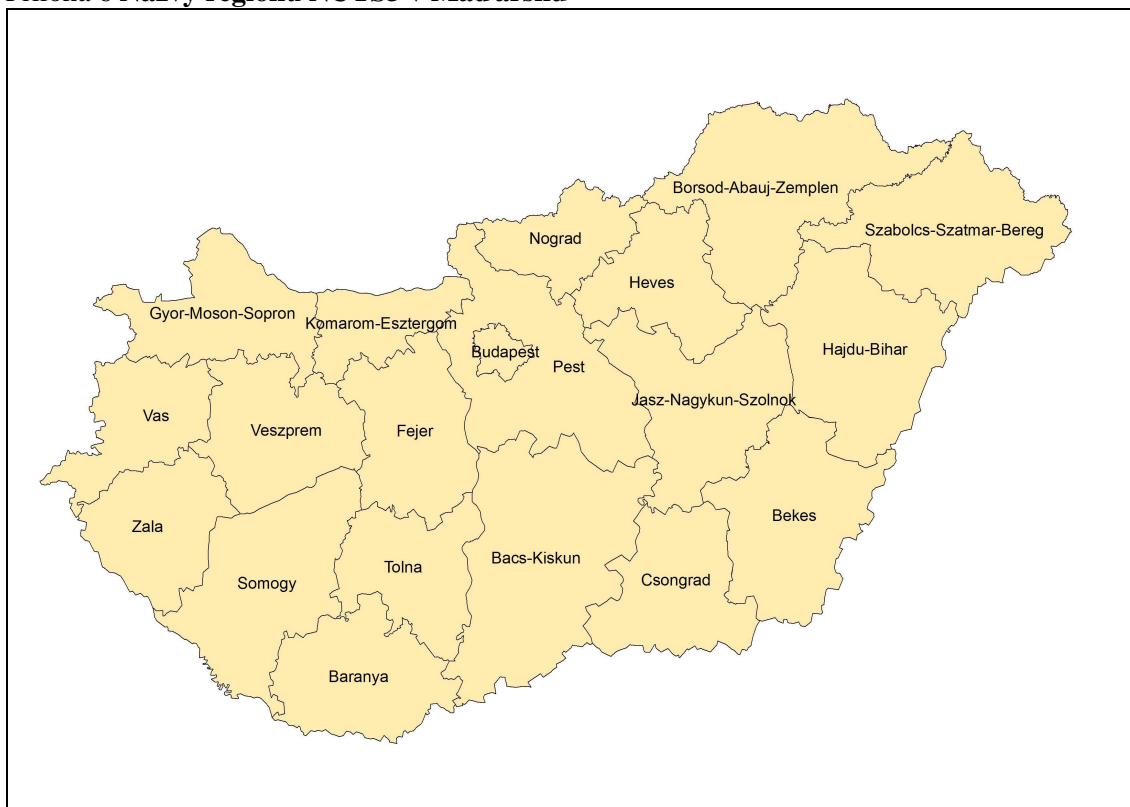 Borsod-Abauj-Zemplen
Szabolcs-Szatmar-Bereg
Nograd
Heves
Gyor-Moson-Sopron
Komarom-Esztergom
Budapest
Pest
Hajdu-Bihar
Jasz-Nagykun-Szolnok
Vas
Veszprem
Fejer
Zala
Bekes
Somogy
Tolna
Bacs-Kiskun
Csongrad
Baranya